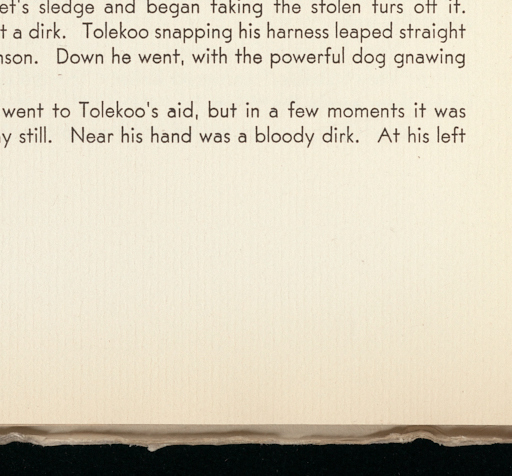 et's sledge and began taking the stolen furs off it.
t a dirk. Tolekoo snapping his harness leaped straight
nson. Down he went, with the powerful dog gnawing
went to Tolekoo's aid, but in a few moments it was
y still. Near his hand was a bloody dirk. At his left